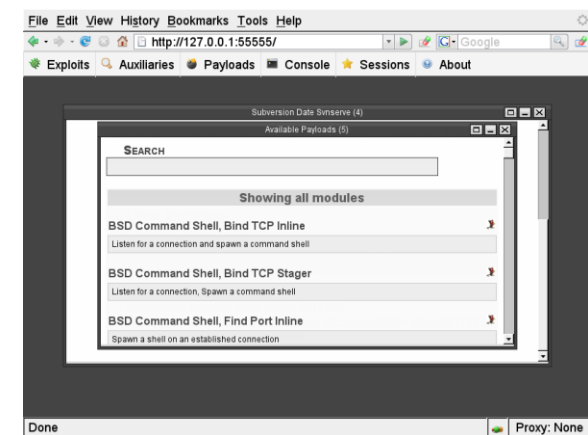 File Edit View History Bookmarks Tools Help
http://127.0.0.1:55555/
G Google
Exploits Auxiliaries Payloads Console Sessions About
Subversion Date Svnserve (4)
Available Payloads (5)
SEARCH
Showing all modules
BSD Command Shell, Bind TCP Inline
Listen for a connection and spawn a command shell
BSD Command Shell, Bind TCP Stager
Listen for a connection, Spawn a command shell
BSD Command Shell, Find Port Inline
Spawn a shell on an established connection
Done Proxy: None